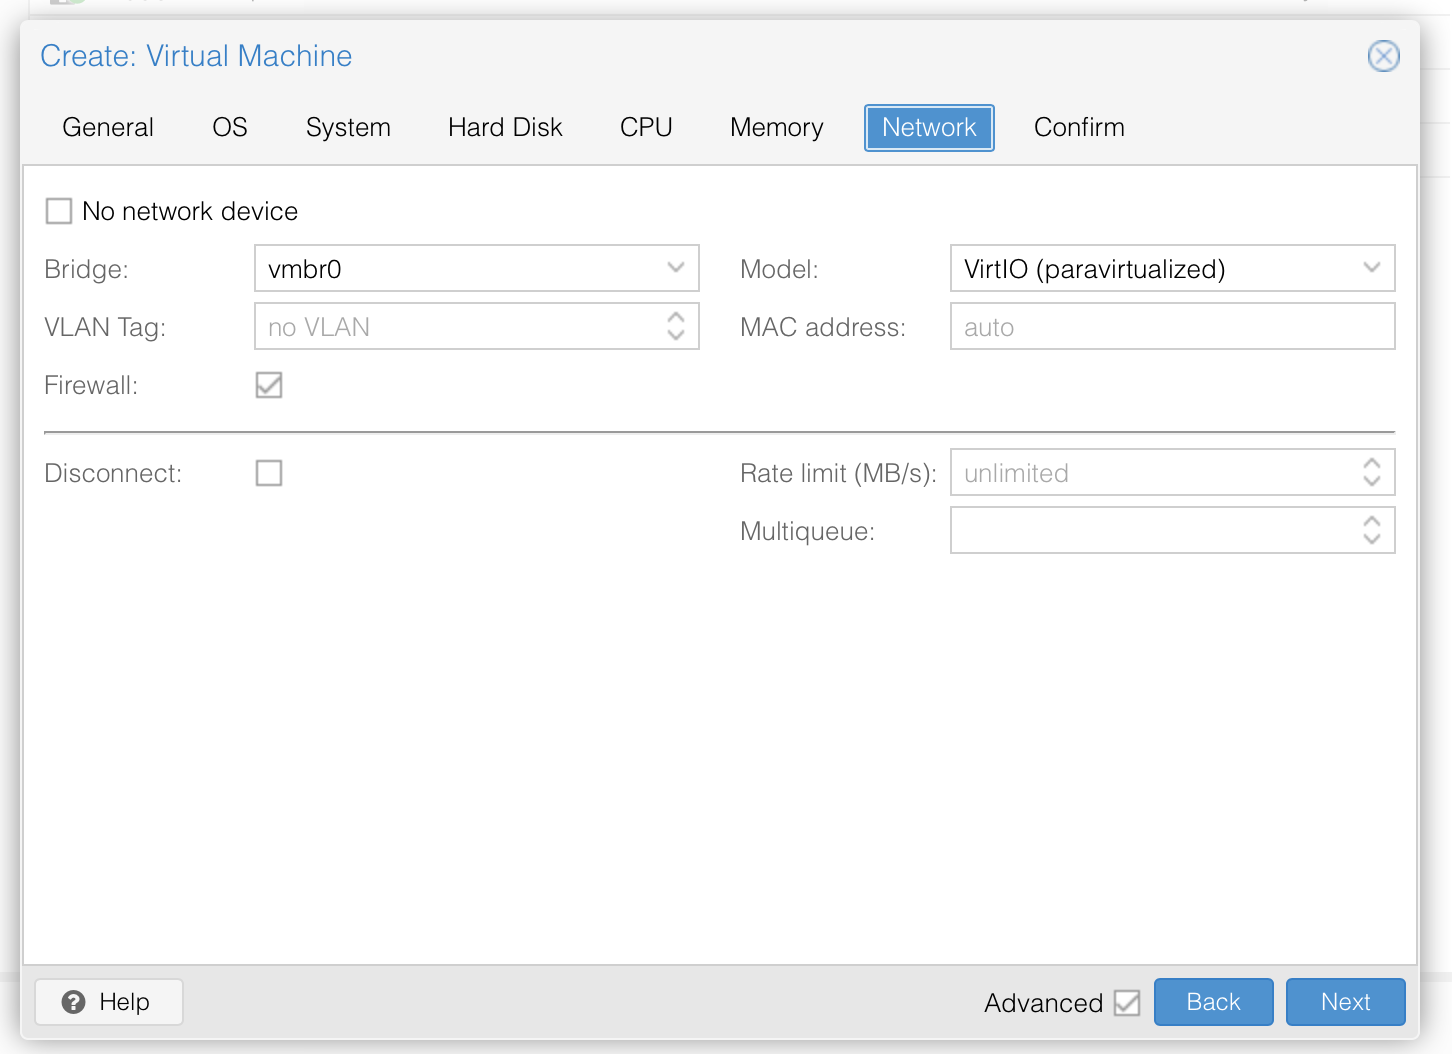 Create: Virtual Machine
General OS System Hard Disk CPU Memory Network Confirm
No network device
Bridge: vmbr0 Model: VirtIO (paravirtualized)
VLAN Tag: no VLAN MAC address: auto
Firewall:
Disconnect: Rate limit (MB/s): unlimited
Multiqueue:
Help Advanced Back Next